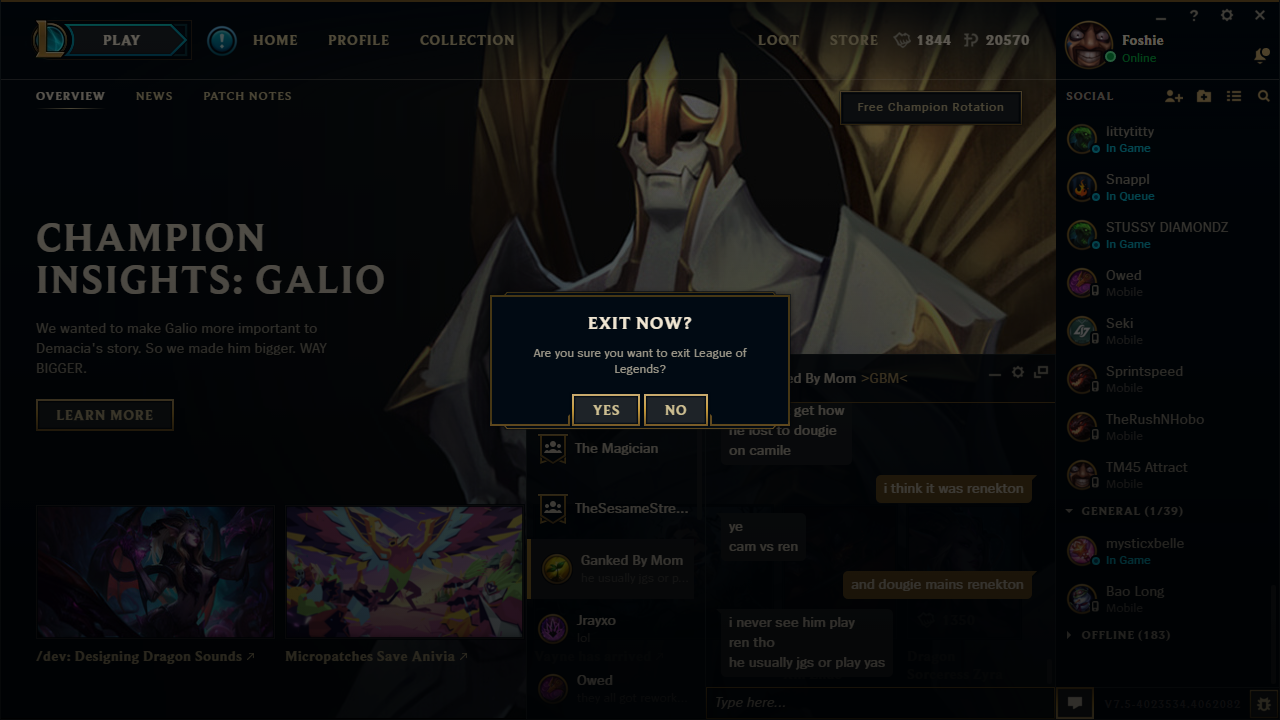 PLAY
HOME
PROFILE
COLLECTION
LOOT
STORE
1844
20570
?
Foshie
Online
OVERVIEW
NEWS
PATCH NOTES
Free Champion Rotation
SOCIAL
littytitty
In Game
Snappl
In Queue
STUSSY DIAMONDZ
In Game
Owed
Mobile
Seki
Mobile
Sprintspeed
Mobile
TheRushNHobo
Mobile
TM45 Attract
Mobile
GENERAL (1/39)
mysticxbelle
In Game
Bao Long
Mobile
OFFLINE (183)
CHAMPION
INSIGHTS: GALIO
We wanted to make Galio more important to
Demacia's story. So we made him bigger. WAY
BIGGER.
LEARN MORE
EXIT NOW?
Are you sure you want to exit League of
Legends?
YES
NO
By Mom >GBM<
get how
he lost to dougie
on camile
i think it was renekton
ye
cam vs ren
and dougie mains renekton
i never see him play
ren tho
he usually jgs or play yas
Type here...
The Magician
TheSesameStre...
Ganked By Mom
he usually jgs or p...
Jrayxo
lol
Owed
/dev: Designing Dragon Sounds
Micropatches Save Anivia